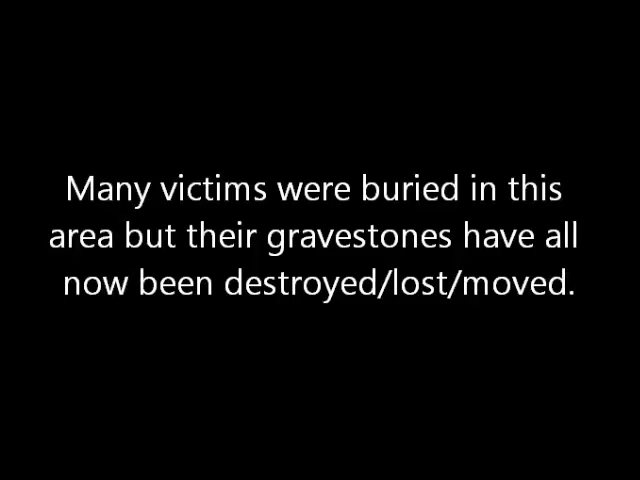 Many victims were buried in this
area but their gravestones have all
now been destroyed/lost/moved.